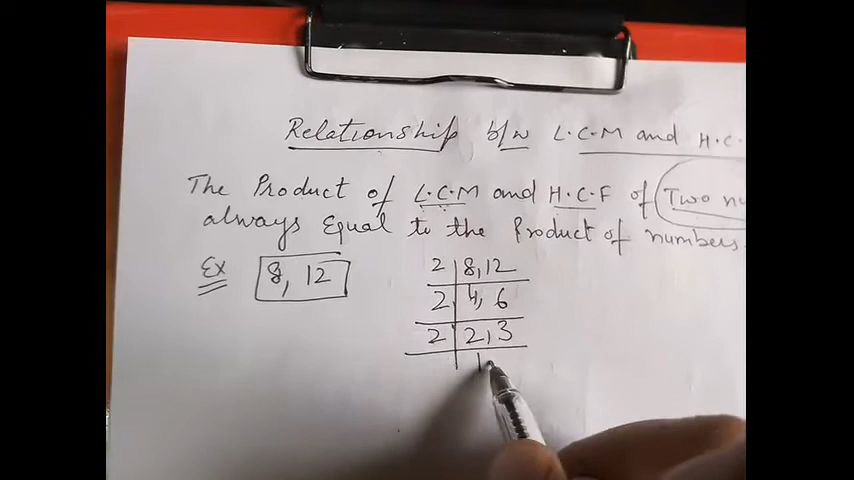 Relationship b/w L.C.M and H.C.
The Product of L.C.M and H.C.F of Two nu
always Equal to the Product of numbers.
Ex 8, 12
2 8, 12
2 4, 6
2 2, 3
1